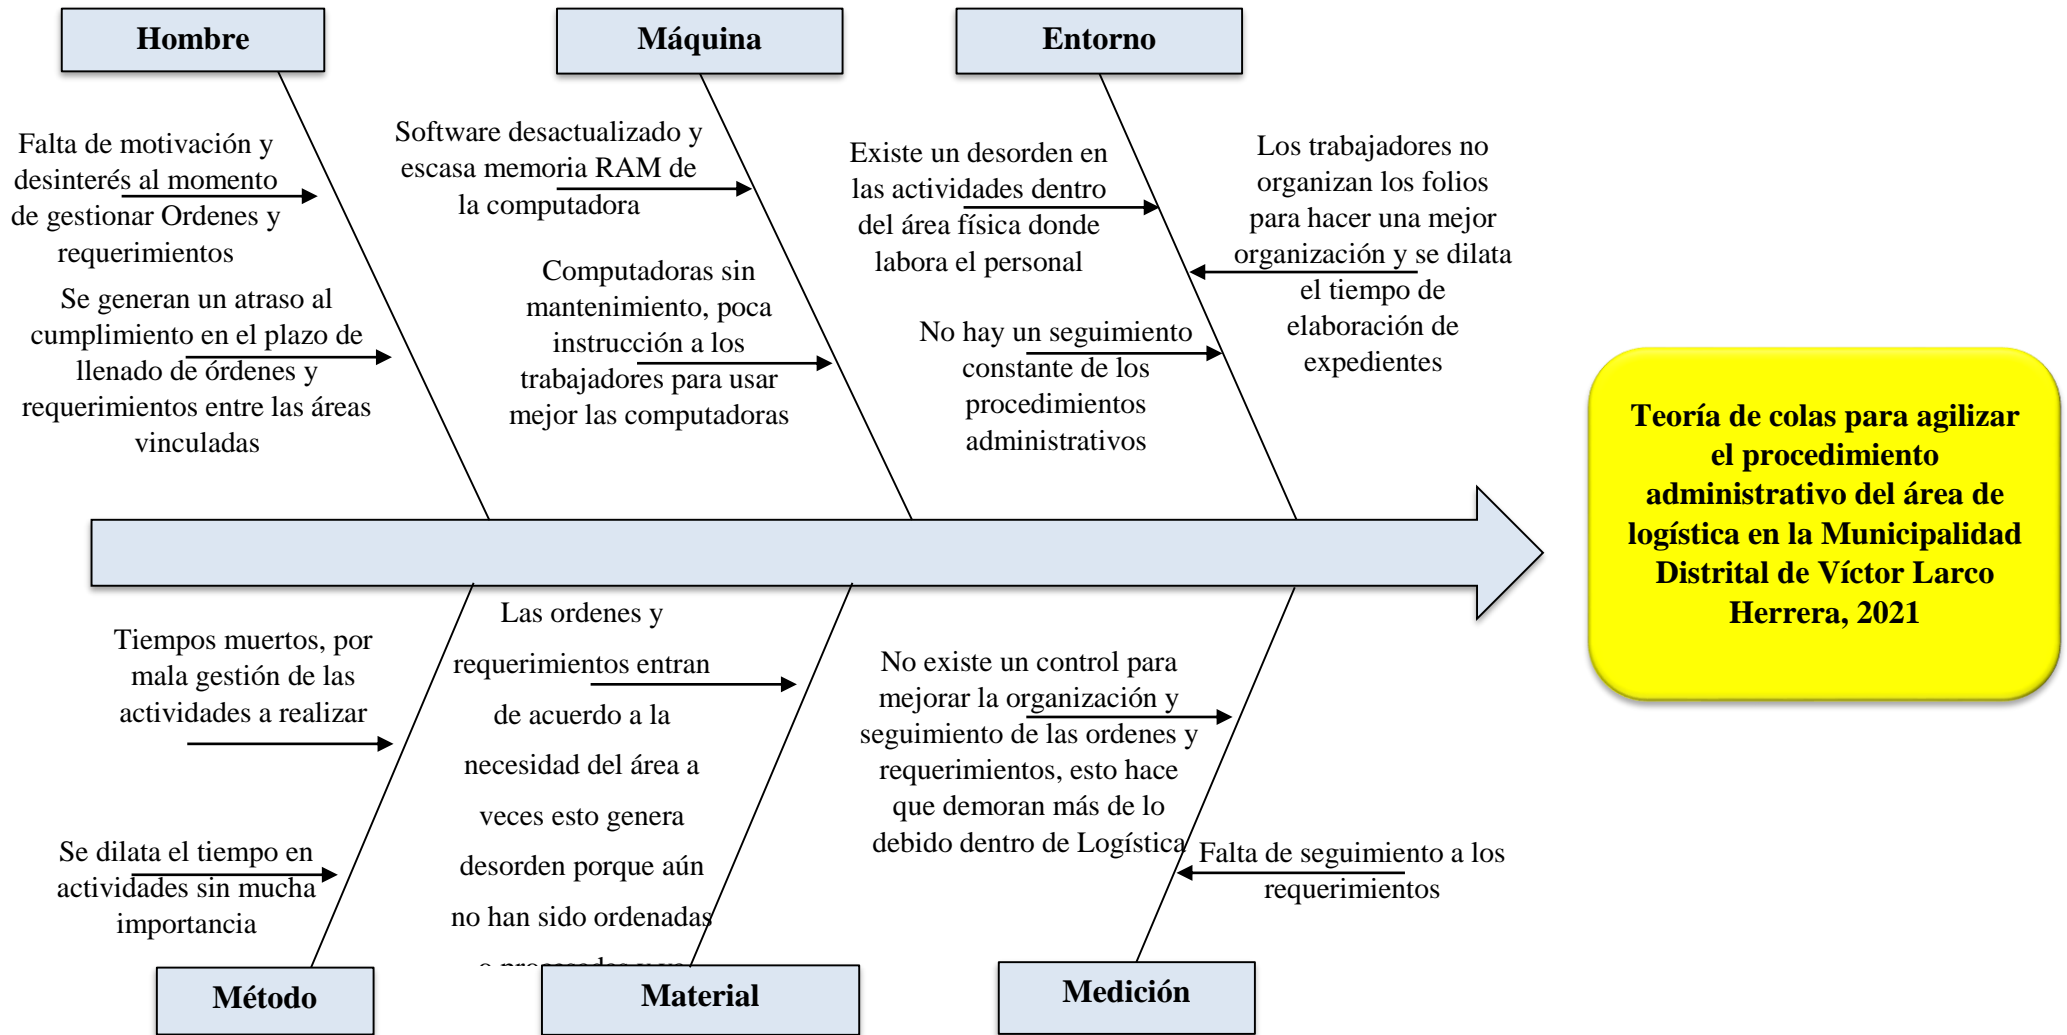 Hombre
Máquina
Entorno
Falta de motivación y
desinterés al momento
de gestionar Ordenes y
requerimientos
Se generan un atraso al
cumplimiento en el plazo de
llenado de órdenes y
requerimientos entre las áreas
vinculadas
Software desactualizado y
escasa memoria RAM de
la computadora
Computadoras sin
mantenimiento, poca
instrucción a los
trabajadores para usar
mejor las computadoras
Existe un desorden en
las actividades dentro
del área física donde
labora el personal
No hay un seguimiento
constante de los
procedimientos
administrativos
Los trabajadores no
organizan los folios
para hacer una mejor
organización y se dilata
el tiempo de
elaboración de
expedientes
Teoría de colas para agilizar
el procedimiento
administrativo del área de
logística en la Municipalidad
Distrital de Víctor Larco
Herrera, 2021
Tiempos muertos, por
mala gestión de las
actividades a realizar
Se dilata el tiempo en
actividades sin mucha
importancia
Las ordenes y
requerimientos entran
de acuerdo a la
necesidad del área a
veces esto genera
desorden porque aún
no han sido ordenadas
No existe un control para
mejorar la organización y
seguimiento de las ordenes y
requerimientos, esto hace
que demoran más de lo
debido dentro de Logística
Falta de seguimiento a los
requerimientos
Método
Material
Medición